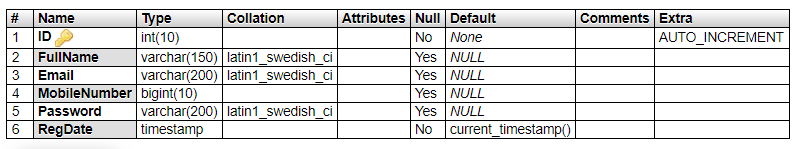 # Name Type Collation Attributes Null Default Comments Extra
1 ID int(10) No None AUTO_INCREMENT
2 FullName varchar(150) latin1_swedish_ci Yes NULL
3 Email varchar(200) latin1_swedish_ci Yes NULL
4 MobileNumber bigint(10) Yes NULL
5 Password varchar(200) latin1_swedish_ci Yes NULL
6 RegDate timestamp No current_timestamp()